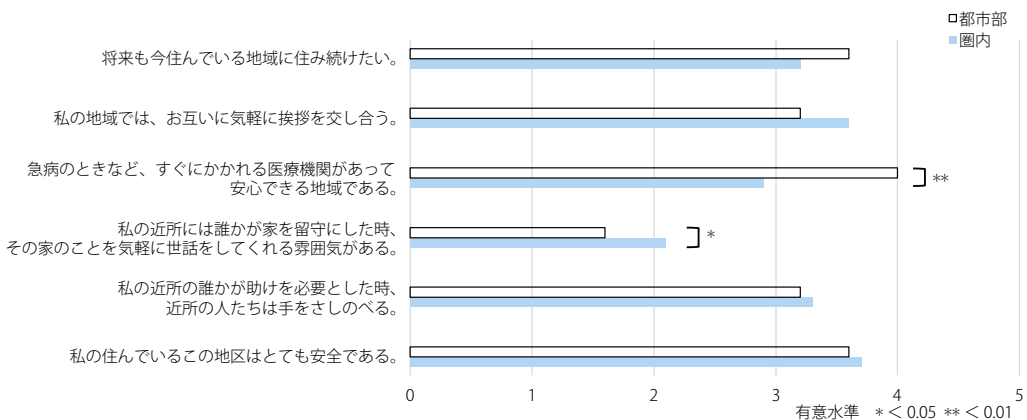 都市部
圏内
将来も今住んでいる地域に住み続けたい。
私の地域では、お互いに気軽に挨拶を交し合う。
急病のときなど、すぐにかかれる医療機関があって
安心できる地域である。
**
私の近所には誰かが家を留守にした時、
その家のことを気軽に世話をしてくれる雰囲気がある。
*
私の近所の誰かが助けを必要とした時、
近所の人たちは手をさしのべる。
私の住んでいるこの地区はとても安全である。
0 1 2 3 4 5
有意水準 *< 0.05 **< 0.01